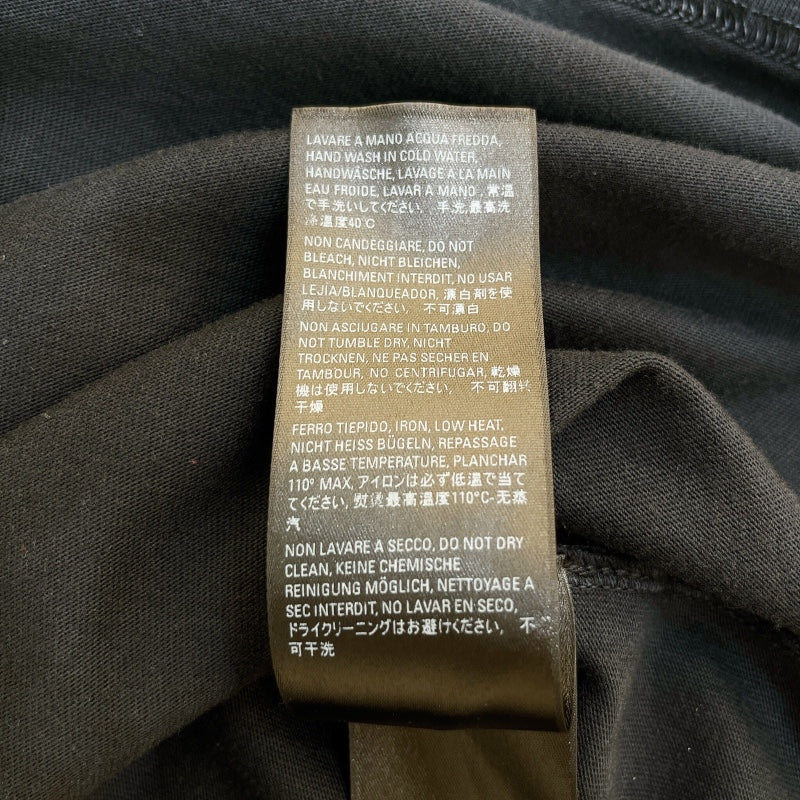 LAVARE A MANO ACQUA FREDDA,
HAND WASH IN COLD WATER,
HANDWÄSCHE, LAVAGE A LA MAIN
EAU FROIDE, LAVAR A MANO , 常温
で手洗いしてください, 手洗,最高洗
涤温度40℃
NON CANDEGGIARE, DO NOT
BLEACH, NICHT BLEICHEN,
BLANCHIMENT INTERDIT, NO USAR
LEJIA/BLANQUEADOR, 漂白剤を使
用しないでください, 不可漂白
NON ASCIUGARE IN TAMBURO, DO
NOT TUMBLE DRY, NICHT
TROCKNEN, NE PAS SECHER EN
TAMBOUR, NO CENTRIFUGAR, 乾燥
機は使用しないでください, 不可翻转
干燥
FERRO TIEPIDO, IRON, LOW HEAT,
NICHT HEISS BÜGELN, REPASSAGE
A BASSE TEMPERATURE, PLANCHAR
110° MAX, アイロンは必ず低温で当て
てください, 熨烫最高温度110°C-无蒸
汽
NON LAVARE A SECCO, DO NOT DRY
CLEAN, KEINE CHEMISCHE
REINIGUNG MÖGLICH, NETTOYAGE A
SEC INTERDIT, NO LAVAR EN SECO,
ドライクリーニングはお避けください, 不
可干洗